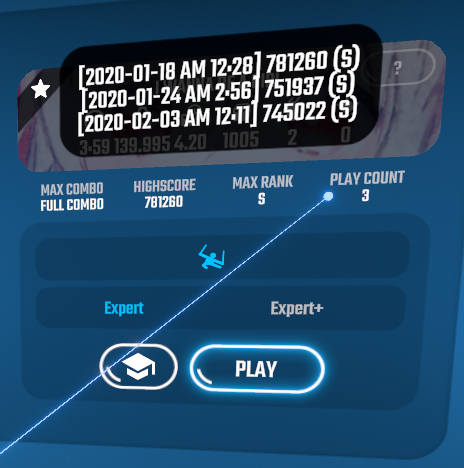 [2020-01-18 AM 12:28] 781260 (S)
[2020-01-24 AM 2:56] 751937 (S)
[2020-02-03 AM 12:11] 745022 (S)
?
3:59 139.995 4.20 1005 2 0
MAX COMBO HIGHSCORE MAX RANK PLAY COUNT
FULL COMBO 781260 S 3
Expert Expert+
PLAY